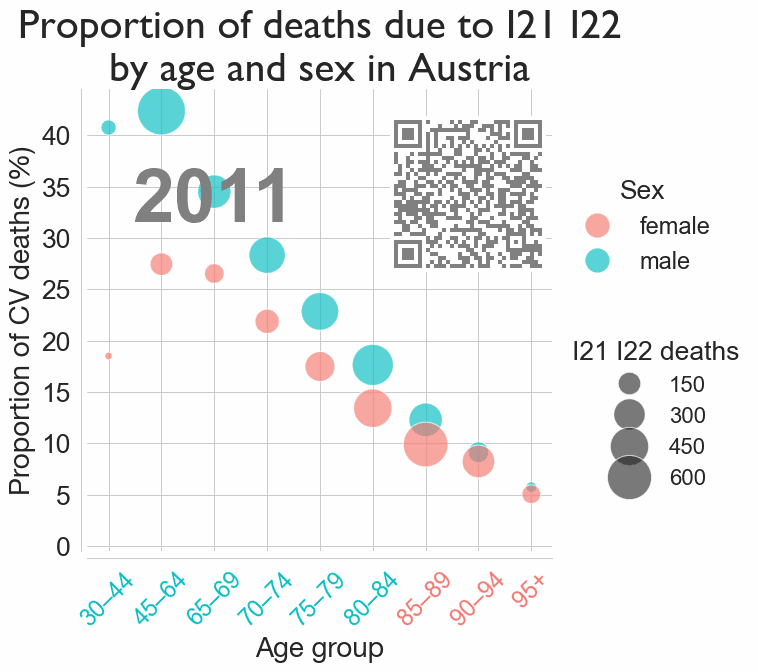 Proportion of deaths due to I21 I22
by age and sex in Austria
Proportion of CV deaths (%)
40
35
30
25
20
15
10
5
0
2011
30–44
45–64
65–69
70–74
75–79
80–84
85–89
90–94
95+
Age group
Sex
female
male
I21 I22 deaths
150
300
450
600